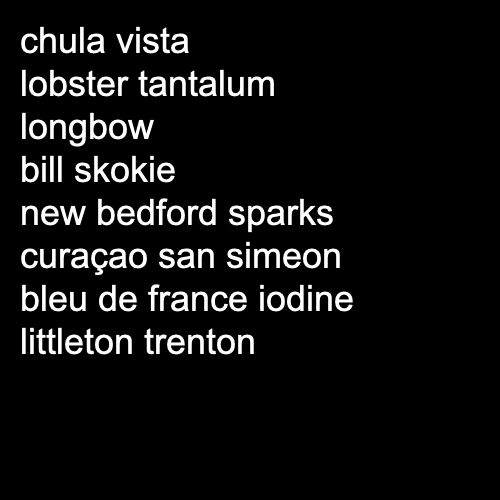 chula vista
lobster tantalum
longbow
bill skokie
new bedford sparks
curaçao san simeon
bleu de france iodine
littleton trenton